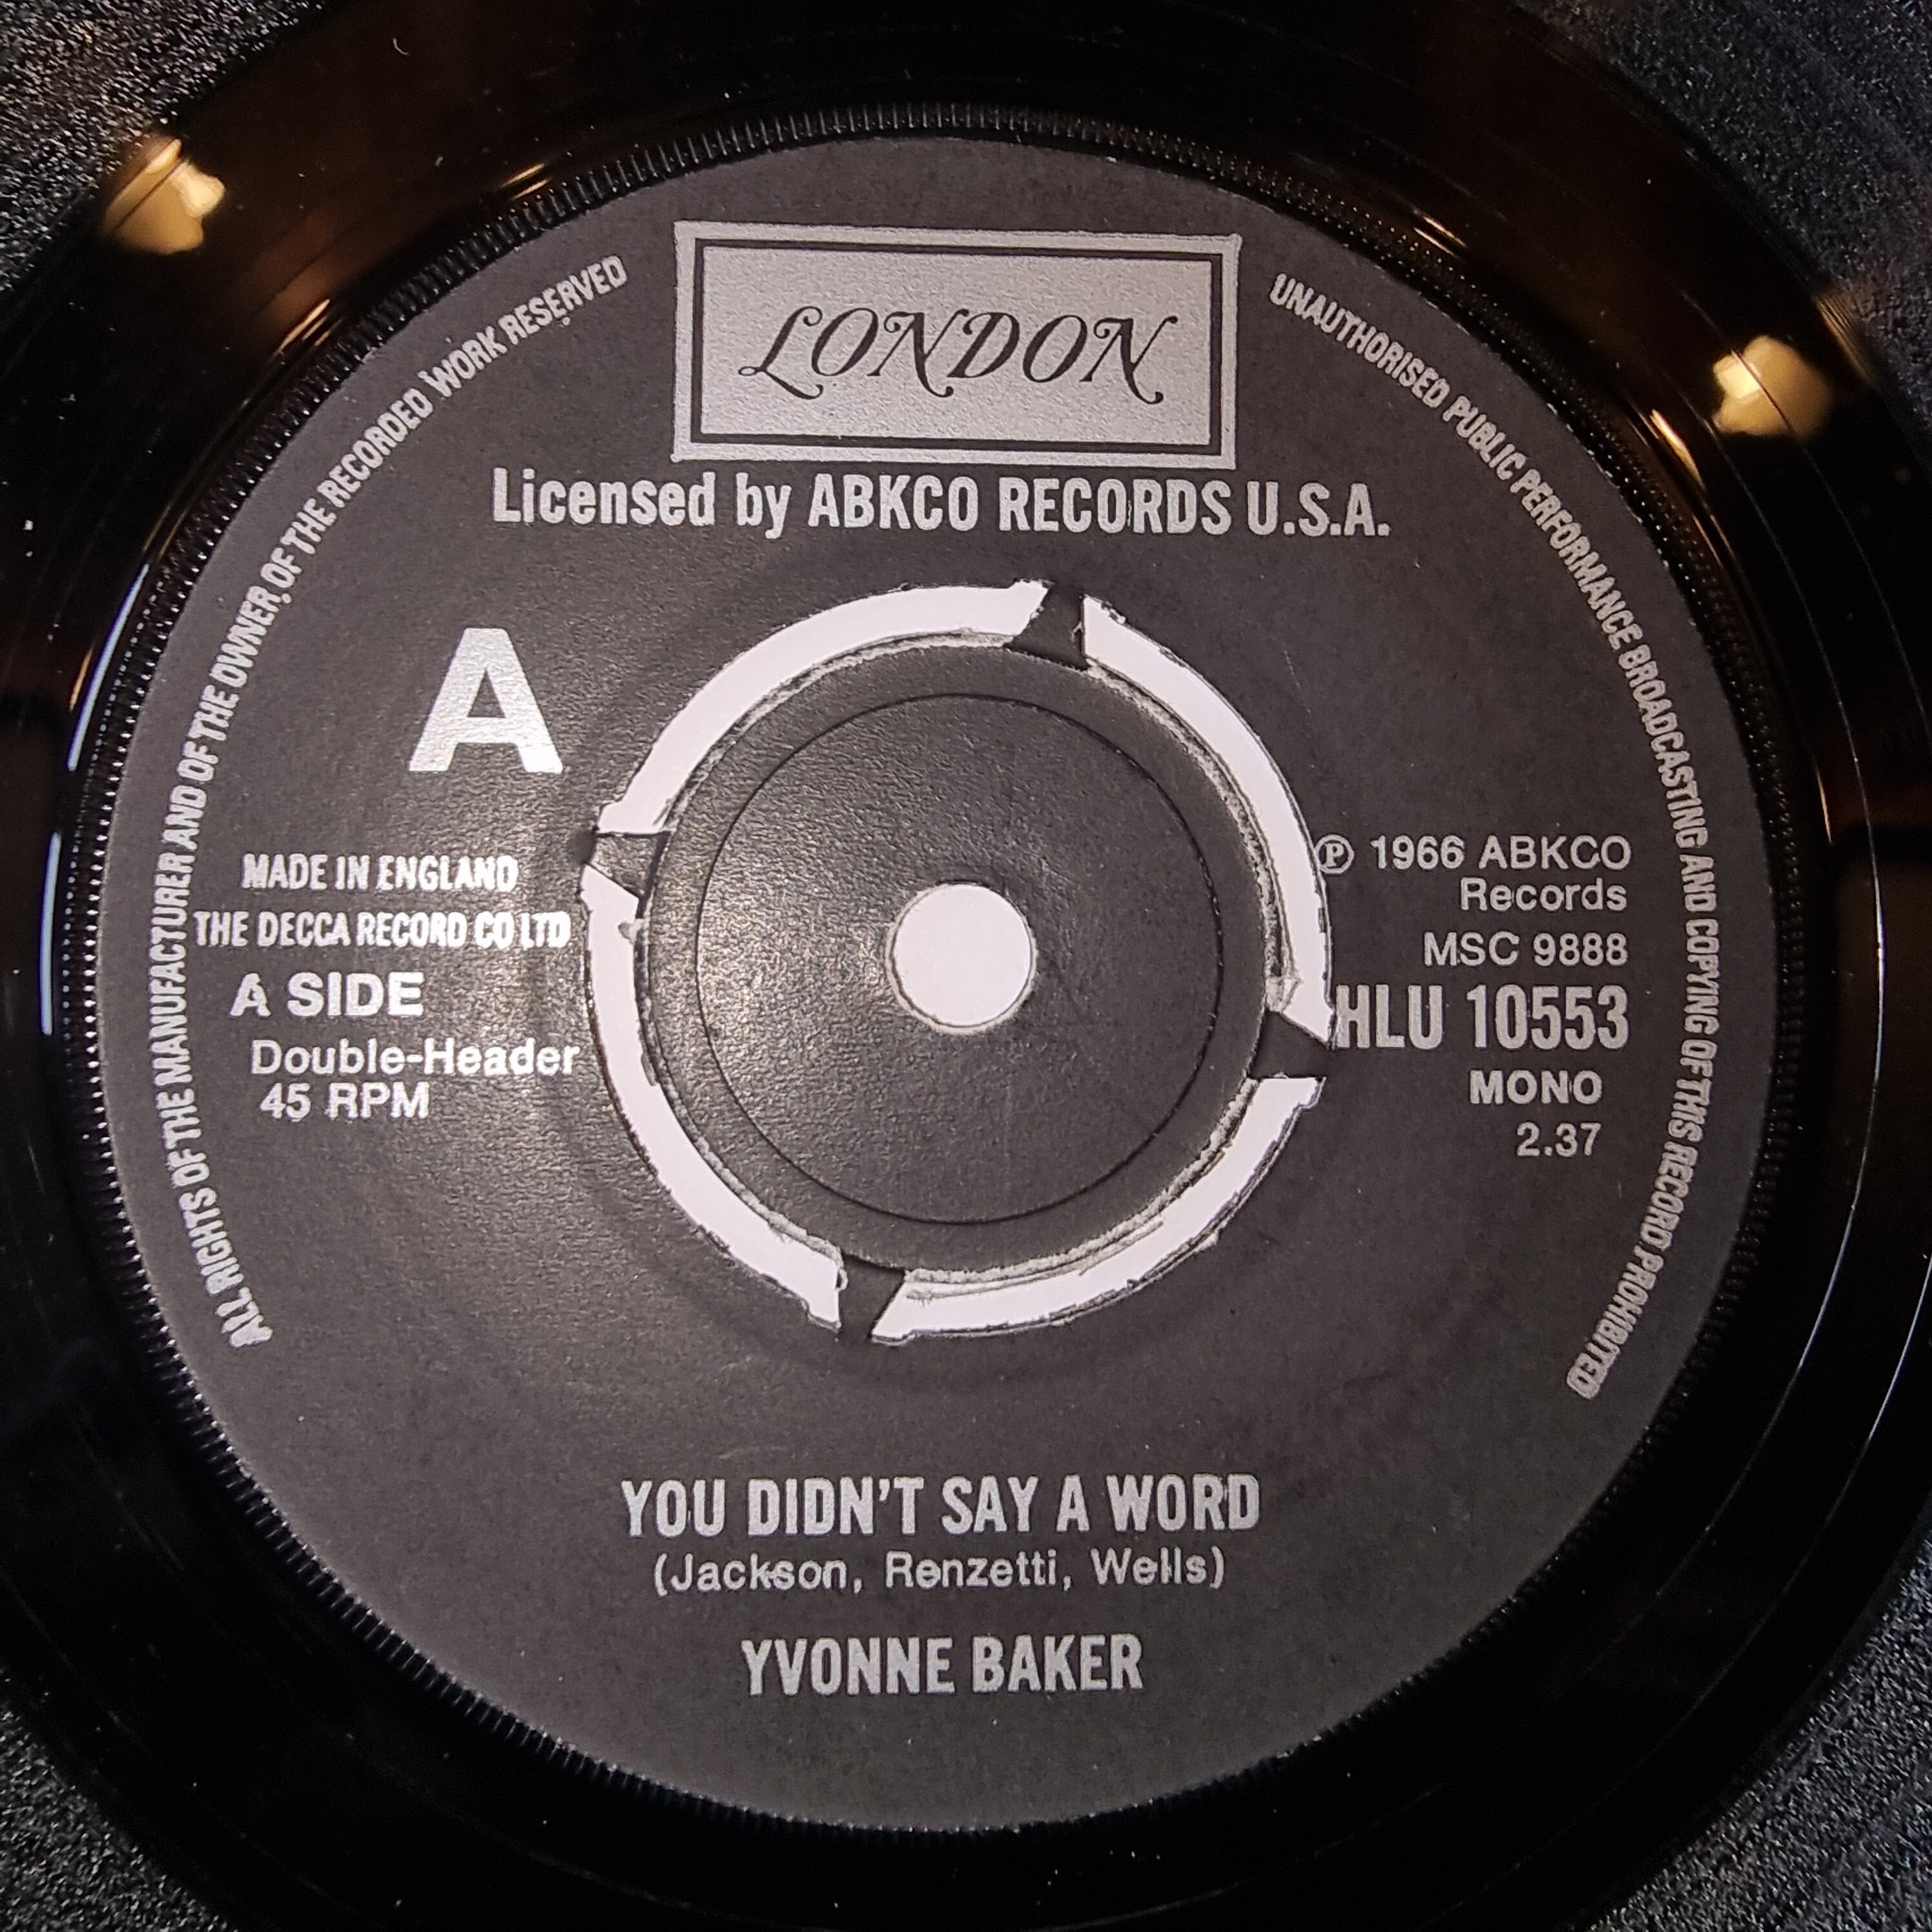 LONDON
Licensed by ABKCO RECORDS U.S.A.
ALL RIGHTS OF THE MANUFACTURER AND OF THE OWNER OF THE RECORDED WORK RESERVED
UNAUTHORISED PUBLIC PERFORMANCE BROADCASTING AND COPYING OF THIS RECORD PROHIBITED
A
MADE IN ENGLAND
THE DECCA RECORD CO LTD
A SIDE
Double-Header
45 RPM
℗ 1966 ABKCO
Records
MSC 9888
HLU 10553
MONO
2.37
YOU DIDN'T SAY A WORD
(Jackson, Renzetti, Wells)
YVONNE BAKER